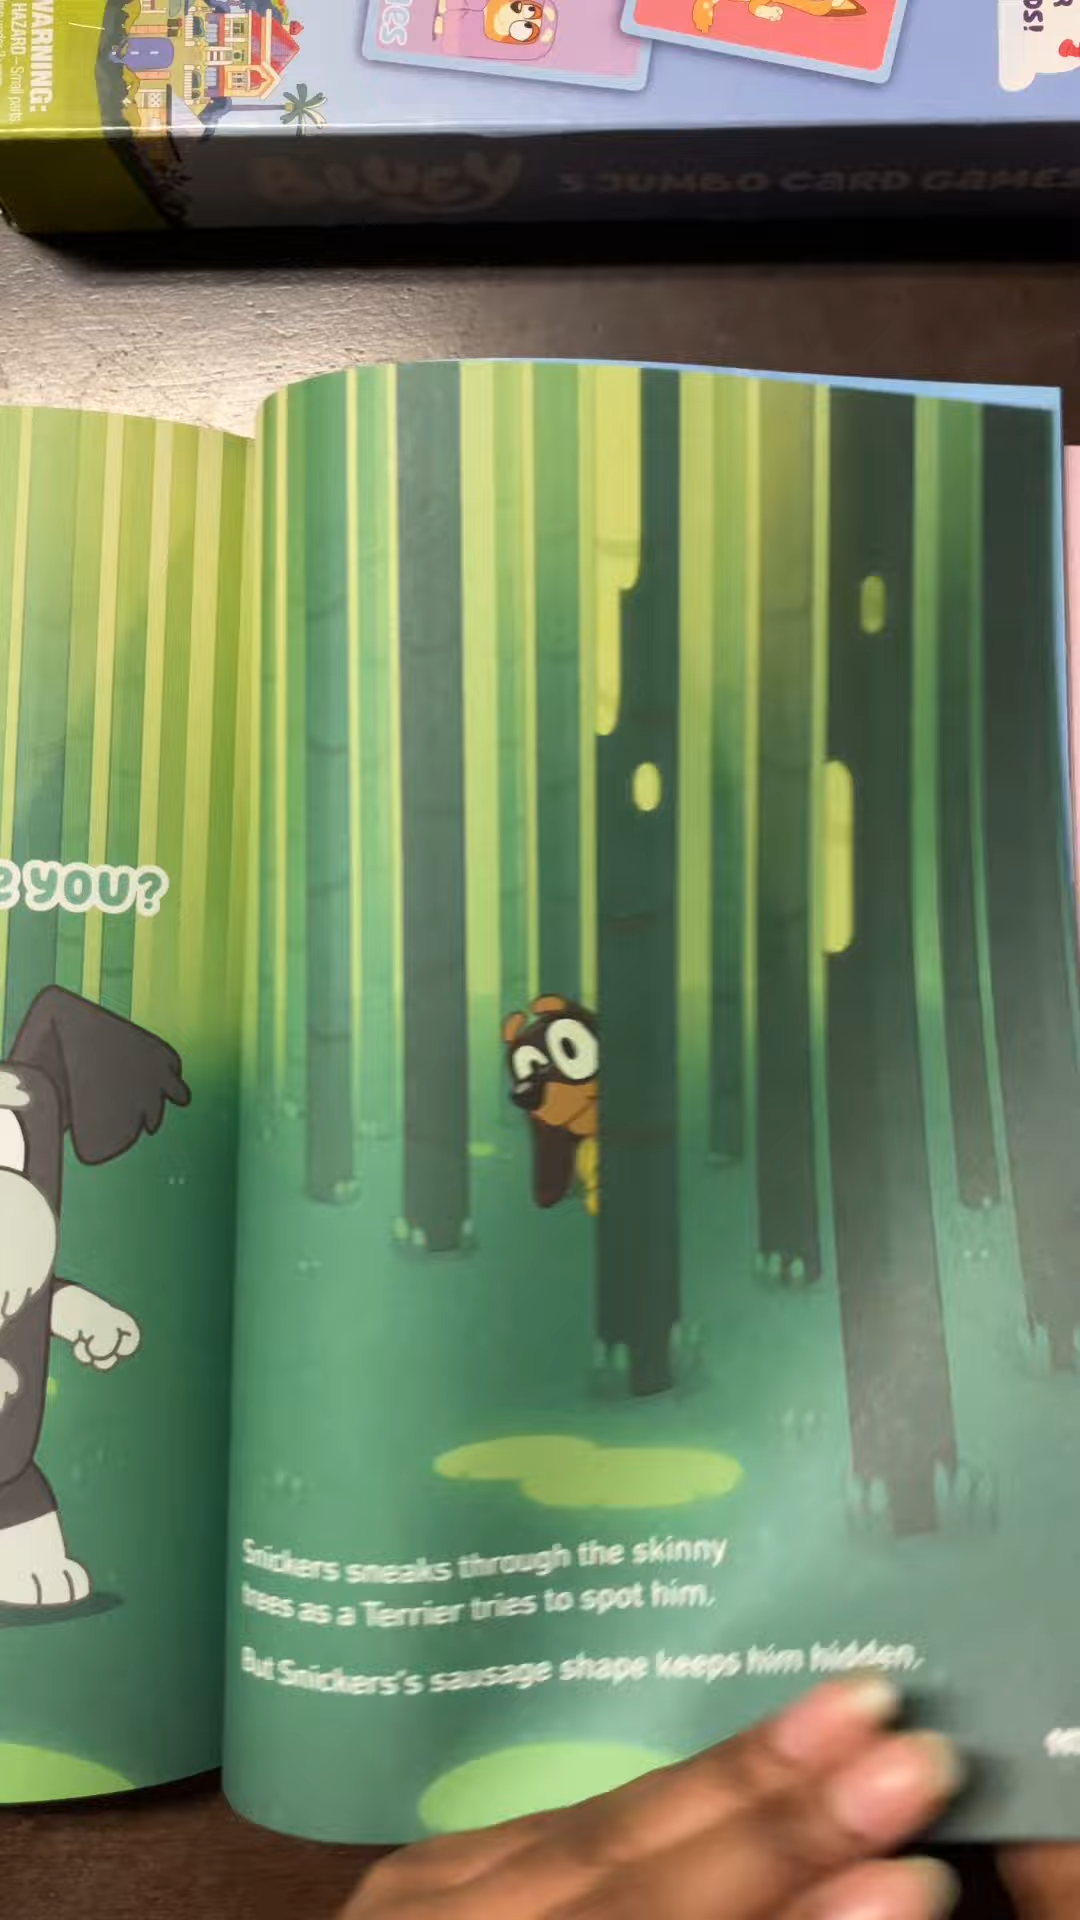 WARNING:
HAZARD – Small parts
BLUEY
3 JUMBO CARD GAMES
YOU?
Snickers sneaks through the skinny
trees as a Terrier tries to spot him.
But Snickers's sausage shape keeps him hidden.